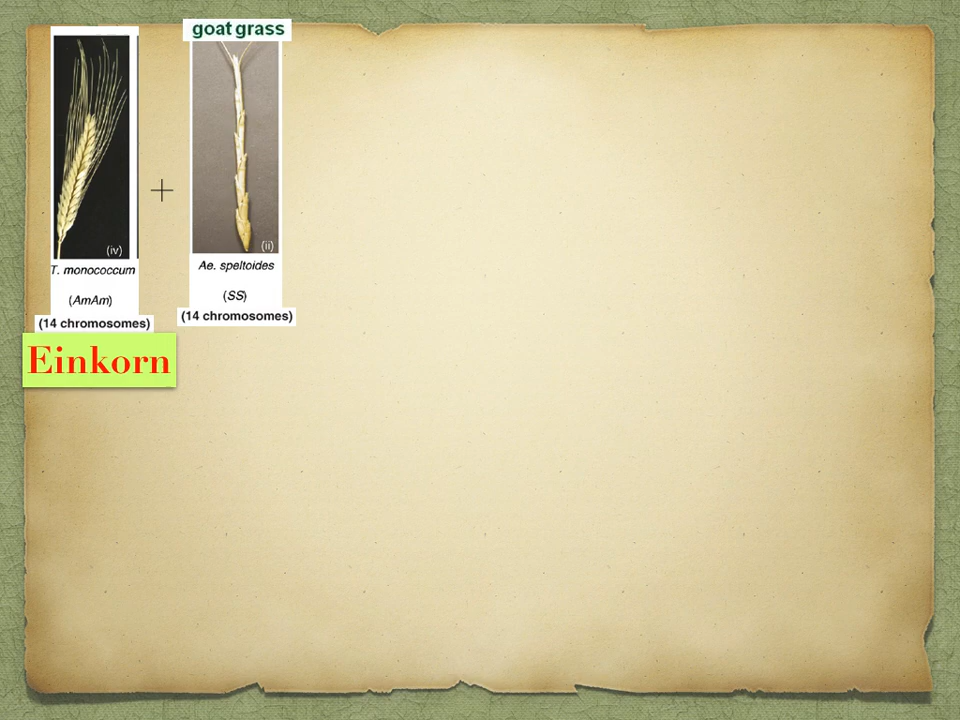 goat grass
(iv)
+
(ii)
T. monococcum
(AmAm)
(14 chromosomes)
Ae. speltoides
(SS)
(14 chromosomes)
Einkorn